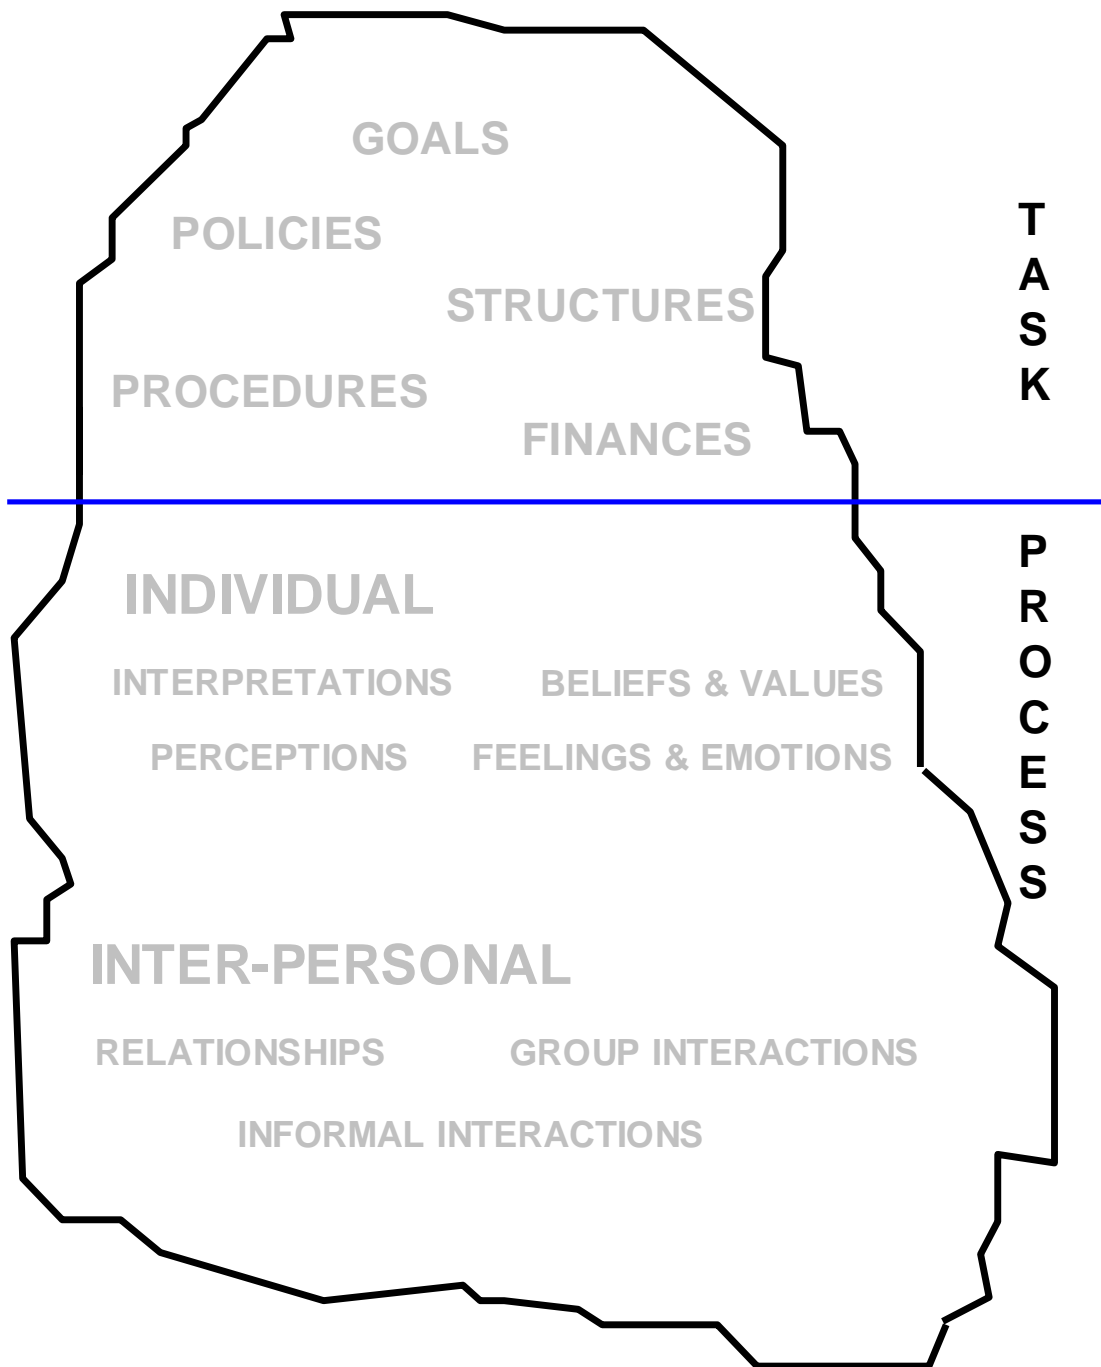 GOALS
POLICIES
STRUCTURES
PROCEDURES
FINANCES
TASK
INDIVIDUAL
INTERPRETATIONS BELIEFS & VALUES
PERCEPTIONS FEELINGS & EMOTIONS
INTER-PERSONAL
RELATIONSHIPS GROUP INTERACTIONS
INFORMAL INTERACTIONS
PROCESS